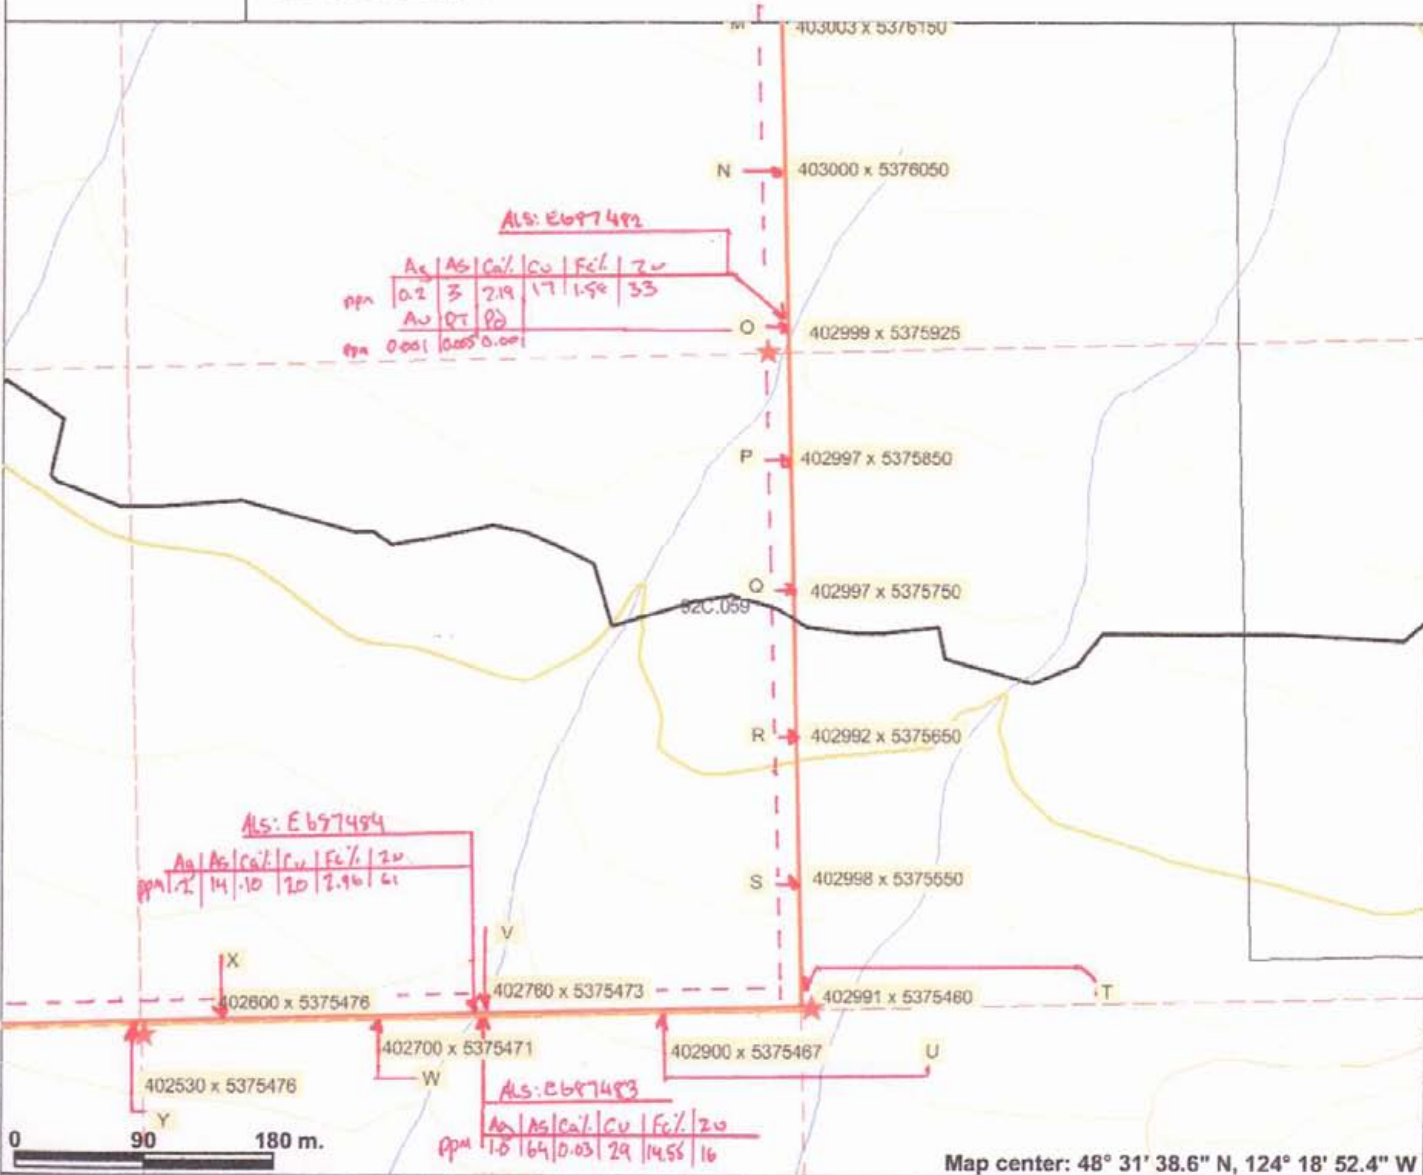 M 403003 x 5376150
N 403000 x 5376050
ALS: E697482
Ag | As | Ca% | Cu | Fe% | Zn
ppm 0.2 | 3 | 2.19 | 17 | 1.58 | 33
Au | PT | Pd
ppm 0.001 | 0.005 | 0.001
O 402999 x 5375925
P 402997 x 5375850
Q 402997 x 5375750
92C.059
R 402992 x 5375650
ALS: E697484
Ag | As | Ca% | Cu | Fe% | Zn
ppm .2 | 14 | .10 | 20 | 2.96 | 61
S 402998 x 5375550
V
X
402600 x 5375476
402760 x 5375473
402991 x 5375460
T
402700 x 5375471
402900 x 5375467
U
W
402530 x 5375476
Y
ALS: E697483
Ag | As | Ca% | Cu | Fe% | Zn
ppm 1.0 | 64 | 0.03 | 29 | 14.55 | 16
0 90 180 m.
Map center: 48° 31' 38.6" N, 124° 18' 52.4" W